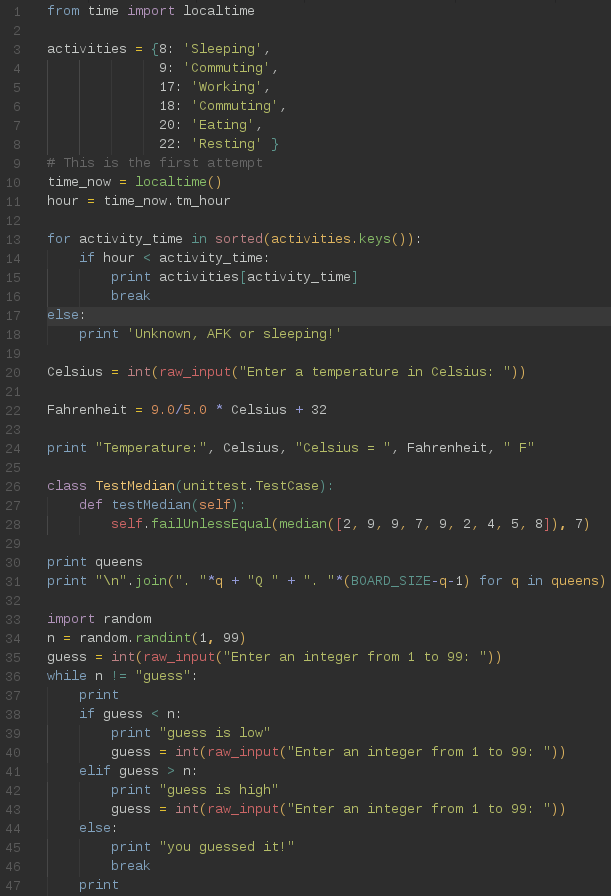 1 from time import localtime
2
3 activities = {8: 'Sleeping',
4               9: 'Commuting',
5               17: 'Working',
6               18: 'Commuting',
7               20: 'Eating',
8               22: 'Resting' }
9 # This is the first attempt
10 time_now = localtime()
11 hour = time_now.tm_hour
12
13 for activity_time in sorted(activities.keys()):
14     if hour < activity_time:
15         print activities[activity_time]
16         break
17 else:
18     print 'Unknown, AFK or sleeping!'
19
20 Celsius = int(raw_input("Enter a temperature in Celsius: "))
21
22 Fahrenheit = 9.0/5.0 * Celsius + 32
23
24 print "Temperature:", Celsius, "Celsius = ", Fahrenheit, " F"
25
26 class TestMedian(unittest.TestCase):
27     def testMedian(self):
28         self.failUnlessEqual(median([2, 9, 9, 7, 9, 2, 4, 5, 8]), 7)
29
30 print queens
31 print "\n".join(". "*q + "Q " + ". "*(BOARD_SIZE-q-1) for q in queens)
32
33 import random
34 n = random.randint(1, 99)
35 guess = int(raw_input("Enter an integer from 1 to 99: "))
36 while n != "guess":
37     print
38     if guess < n:
39         print "guess is low"
40         guess = int(raw_input("Enter an integer from 1 to 99: "))
41     elif guess > n:
42         print "guess is high"
43         guess = int(raw_input("Enter an integer from 1 to 99: "))
44     else:
45         print "you guessed it!"
46         break
47     print